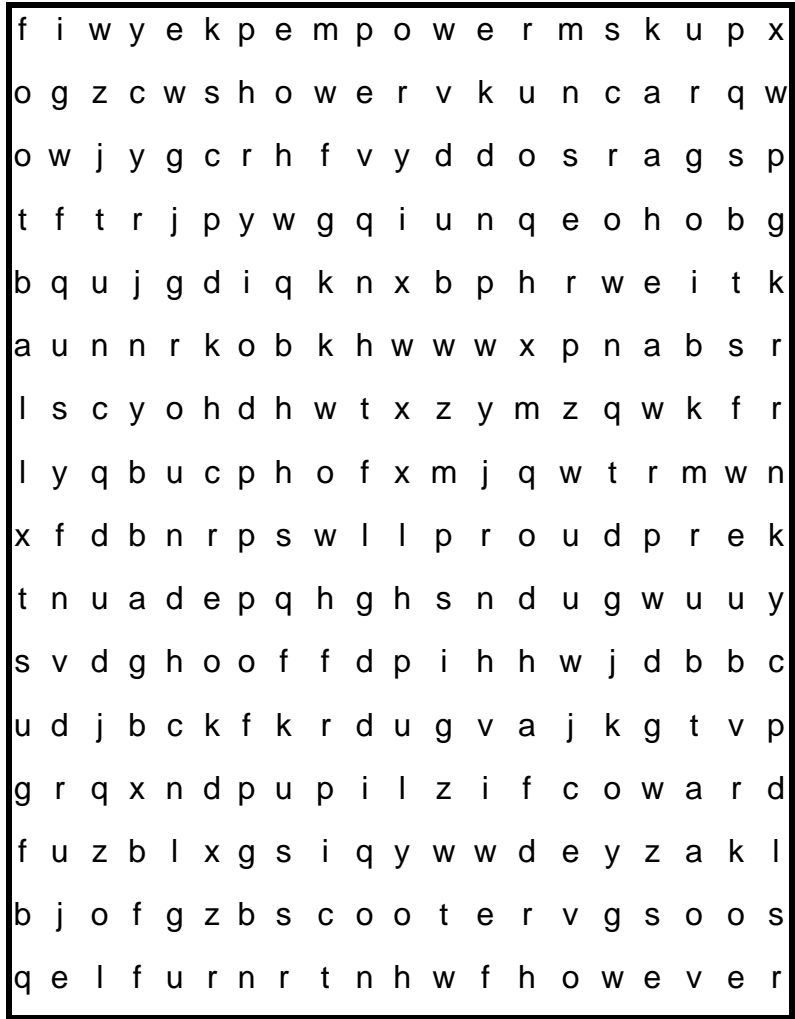 f i w y e k p e m p o w e r m s k u p x
o g z c w s h o w e r v k u n c a r q w
o w j y g c r h f v y d d o s r a g s p
t f t r j p y w g q i u n q e o h o b g
b q u j g d i q k n x b p h r w e i t k
a u n n r k o b k h w w w x p n a b s r
l s c y o h d h w t x z y m z q w k f r
l y q b u c p h o f x m j q w t r m w n
x f d b n r p s w l l p r o u d p r e k
t n u a d e p q h g h s n d u g w u u y
s v d g h o o f f d p i h h w j d b b c
u d j b c k f k r d u g v a j k g t v p
g r q x n d p u p i l z i f c o w a r d
f u z b l x g s i q y w w d e y z a k l
b j o f g z b s c o o t e r v g s o o s
q e l f u r n r t n h w f h o w e v e r